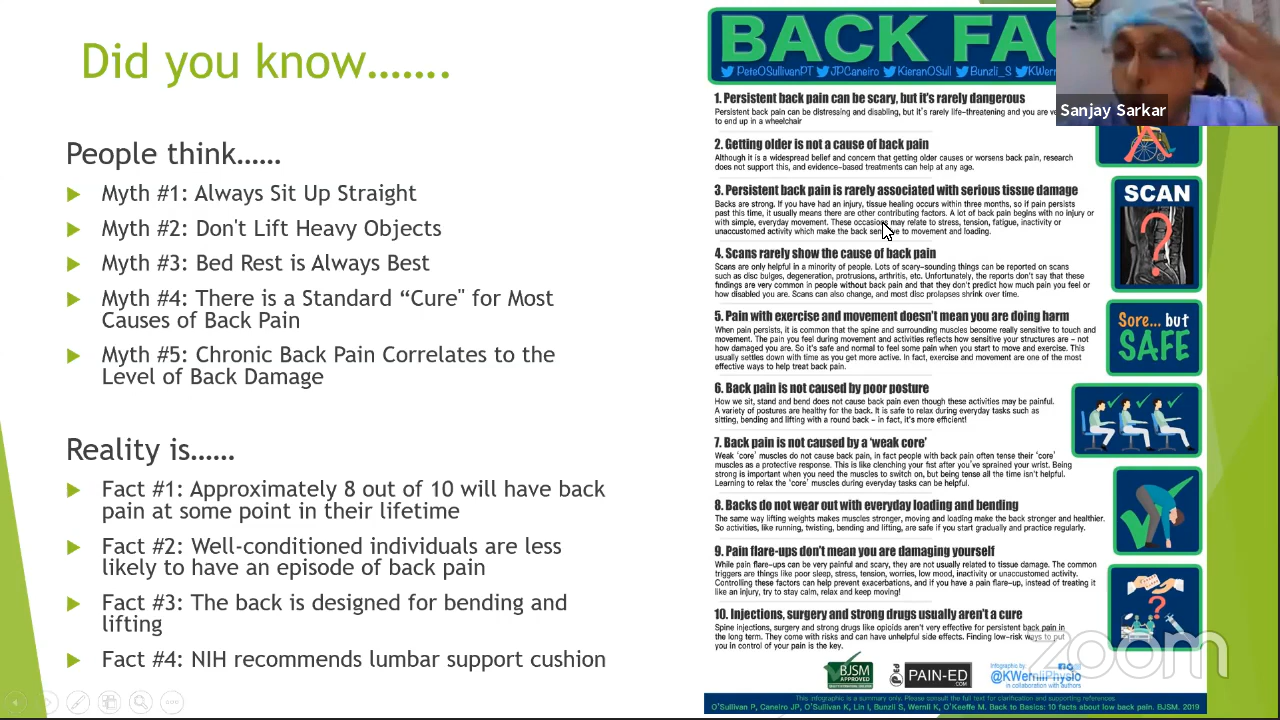 Did you know…….
People think……
Myth #1: Always Sit Up Straight
Myth #2: Don't Lift Heavy Objects
Myth #3: Bed Rest is Always Best
Myth #4: There is a Standard “Cure" for Most
Causes of Back Pain
Myth #5: Chronic Back Pain Correlates to the
Level of Back Damage
Reality is……
Fact #1: Approximately 8 out of 10 will have back
pain at some point in their lifetime
Fact #2: Well-conditioned individuals are less
likely to have an episode of back pain
Fact #3: The back is designed for bending and
lifting
Fact #4: NIH recommends lumbar support cushion
BACK
PeteOSullivanPT JPCaneiro KieranOSull Bunzli_S
Sanjay Sarkar
1. Persistent back pain can be scary, but it's rarely dangerous
Persistent back pain can be distressing and disabling, but it's rarely life-threatening and you are
to end up in a wheelchair
2. Getting older is not a cause of back pain
Although it is a widespread belief and concern that getting older causes or worsens back pain, research
does not support this, and evidence-based treatments can help at any age.
3. Persistent back pain is rarely associated with serious tissue damage
Backs are strong. If you have had an injury, tissue healing occurs within three months, so if pain persists
past this time, it usually means there are other contributing factors. A lot of back pain begins with no injury or
with simple, everyday movement. These occasions may relate to stress, tension, fatigue, inactivity or
unaccustomed activity which make the back sensitive to movement and loading.
SCAN
?
4. Scans rarely show the cause of back pain
Scans are only helpful in a minority of people. Lots of scary-sounding things can be reported on scans
such as disc bulges, degeneration, protrusions, arthritis, etc. Unfortunately, the reports don't say that these
findings are very common in people without back pain and that they don't predict how much pain you feel or
how disabled you are. Scans can also change, and most disc prolapses shrink over time.
5. Pain with exercise and movement doesn't mean you are doing harm
When pain persists, it is common that the spine and surrounding muscles become really sensitive to touch and
movement. The pain you feel during movement and activities reflects how sensitive your structures are - not
how damaged you are. So it's safe and normal to feel some pain when you start to move and exercise. This
usually settles down with time as you get more active. In fact, exercise and movement are one of the most
effective ways to help treat back pain.
Sore... but
SAFE
6. Back pain is not caused by poor posture
How we sit, stand and bend does not cause back pain even though these activities may be painful.
A variety of postures are healthy for the back. It is safe to relax during everyday tasks such as
sitting, bending and lifting with a round back - in fact, it's more efficient!
7. Back pain is not caused by a 'weak core'
Weak 'core' muscles do not cause back pain, in fact people with back pain often tense their 'core'
muscles as a protective response. This is like clenching your fist after you've sprained your wrist. Being
strong is important when you need the muscles to switch on, but being tense all the time isn't helpful.
Learning to relax the 'core' muscles during everyday tasks can be helpful.
8. Backs do not wear out with everyday loading and bending
The same way lifting weights makes muscles stronger, moving and loading make the back stronger and healthier.
So activities, like running, twisting, bending and lifting, are safe if you start gradually and practice regularly.
9. Pain flare-ups don't mean you are damaging yourself
While pain flare-ups can be very painful and scary, they are not usually related to tissue damage. The common
triggers are things like poor sleep, stress, tension, worries, low mood, inactivity or unaccustomed activity.
Controlling these factors can help prevent exacerbations, and if you have a pain flare-up, instead of treating it
like an injury, try to stay calm, relax and keep moving!
?
10. Injections, surgery and strong drugs usually aren't a cure
Spine injections, surgery and strong drugs like opioids aren't very effective for persistent back pain in
the long term. They come with risks and can have unhelpful side effects. Finding low-risk ways to put
you in control of your pain is the key.
zoom
BJSM
APPROVED
PAIN-ED
.COM
Infographic by
@KWernliPhysio
in collaboration with authors
This infographic is a summary only. Please consult the full text for clarification and supporting references.
O'Sullivan P, Caneiro JP, O'Sullivan K, Lin I, Bunzli S, Wernli K, O'Keeffe M. Back to Basics: 10 facts about low back pain. BJSM. 2019